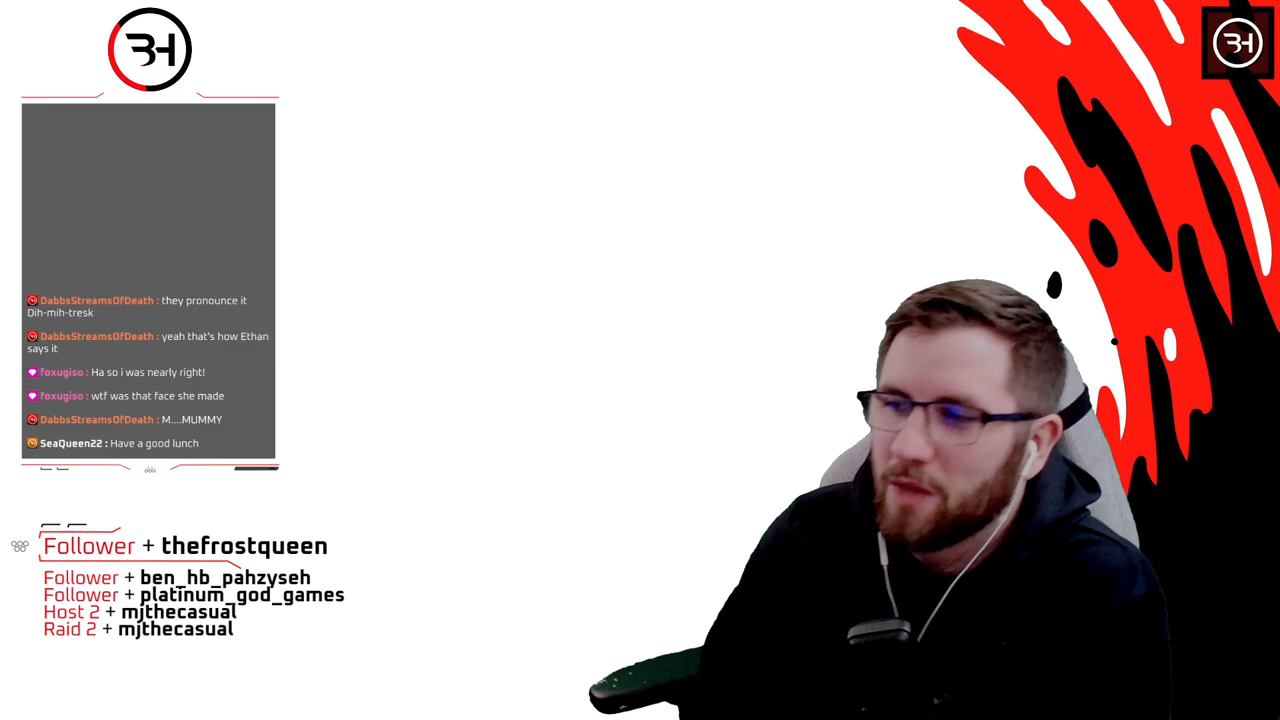 BH
BH
DabbsStreamsOfDeath : they pronounce it
Dih-mih-tresk
DabbsStreamsOfDeath : yeah that's how Ethan
says it
foxugiso : Ha so i was nearly right!
foxugiso : wtf was that face she made
DabbsStreamsOfDeath : M....MUMMY
SeaQueen22 : Have a good lunch
Follower + thefrostqueen
Follower + ben_hb_pahzyseh
Follower + platinum_god_games
Host 2 + mjthecasual
Raid 2 + mjthecasual